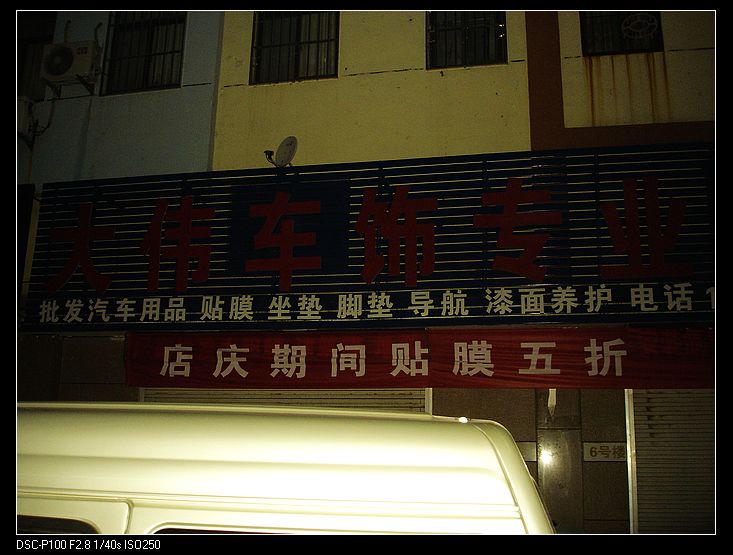 大伟车饰专业
批发汽车用品 贴膜 坐垫 脚垫 导航 漆面养护 电话1
店庆期间贴膜五折
6号楼
DSC-P100 F2.8 1/40s ISO250